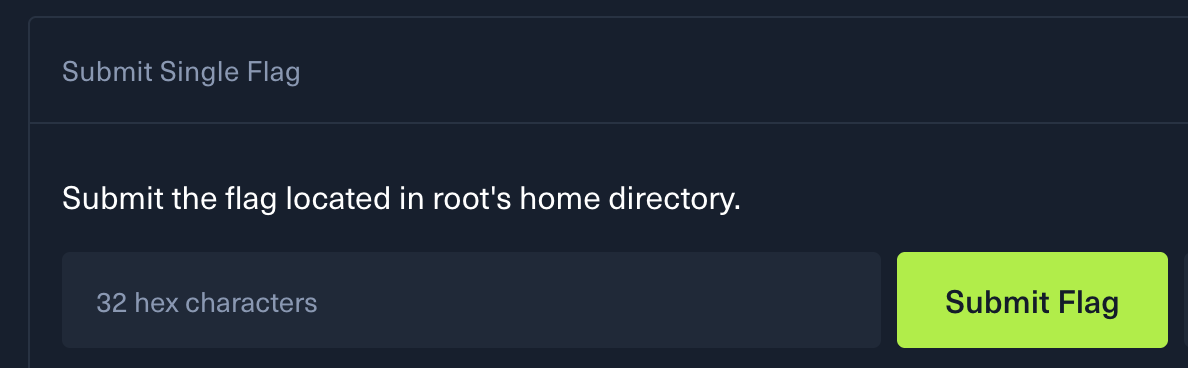 Submit Single Flag
Submit the flag located in root's home directory.
32 hex characters
Submit Flag